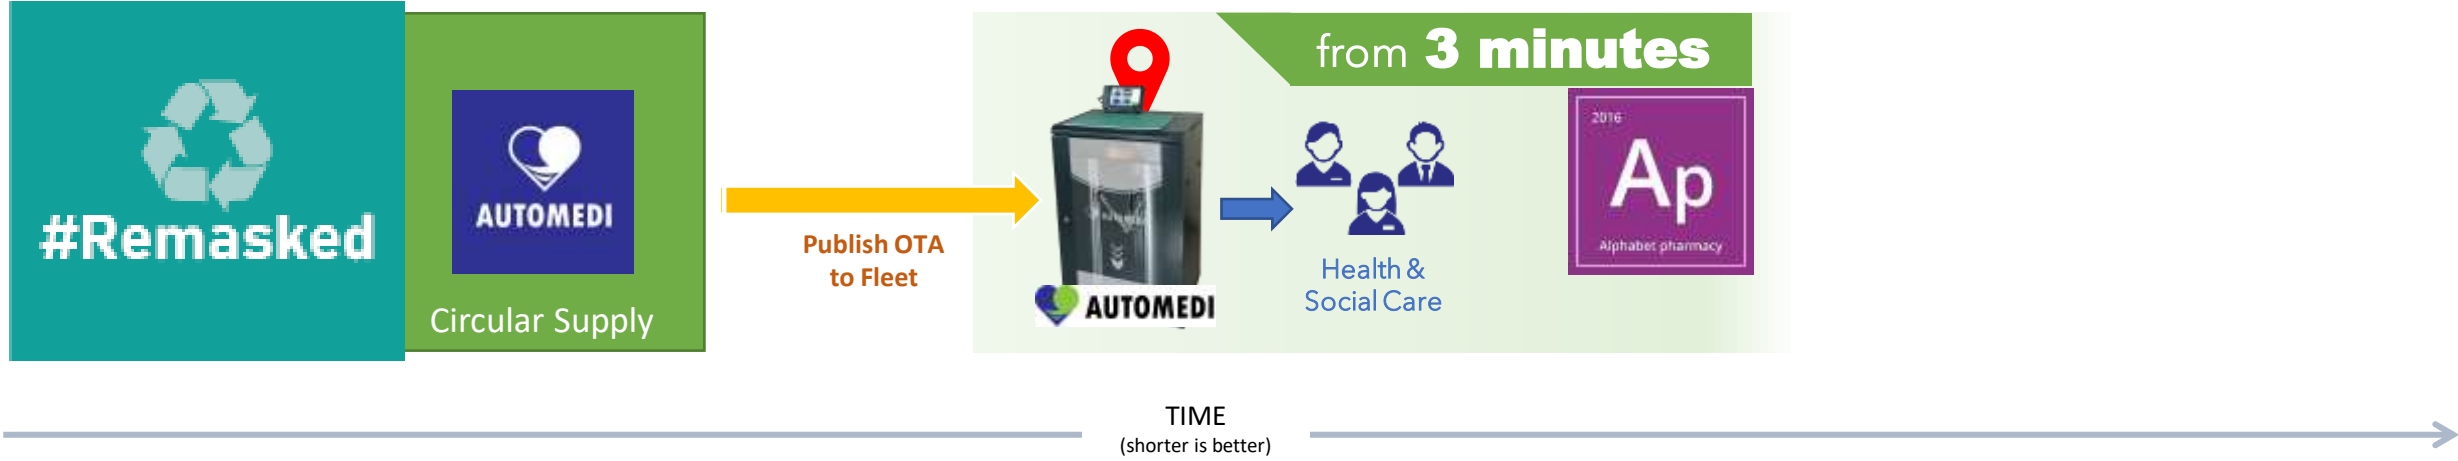 #Remasked
AUTOMEDI
Circular Supply
Publish OTA
to Fleet
from 3 minutes
AUTOMEDI
Health &
Social Care
2016
Ap
Alphabet pharmacy
TIME
(shorter is better)